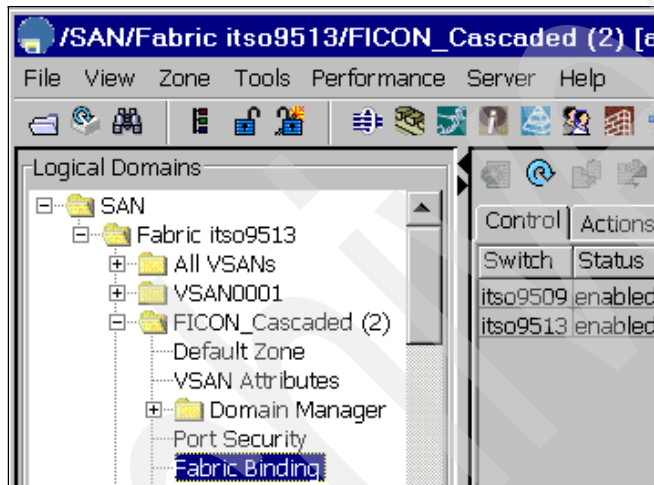 /SAN/Fabric itso9513/FICON_Cascaded (2) [a
File View Zone Tools Performance Server Help
Logical Domains
SAN
Fabric itso9513
All VSANs
VSAN0001
FICON_Cascaded (2)
Default Zone
VSAN Attributes
Domain Manager
Port Security
Fabric Binding
Control Actions
Switch Status
itso9509 enabled
itso9513 enabled